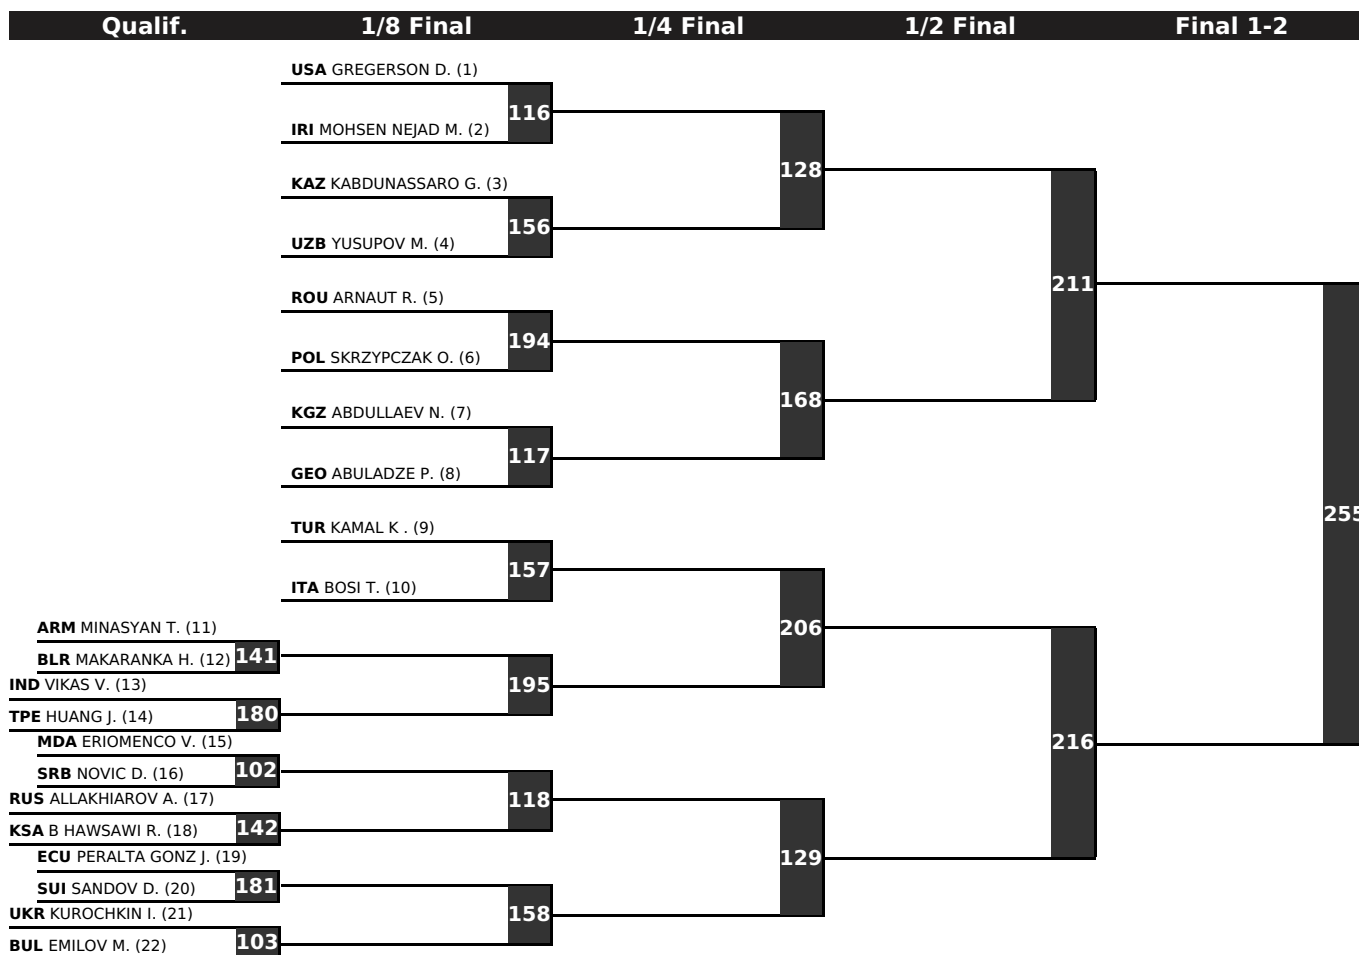 Qualif. 1/8 Final 1/4 Final 1/2 Final Final 1-2
USA GREGERSON D. (1)
116
IRI MOHSEN NEJAD M. (2)
128
KAZ KABDUNASSARO G. (3)
156
UZB YUSUPOV M. (4)
211
ROU ARNAUT R. (5)
194
POL SKRZYPCZAK O. (6)
168
KGZ ABDULLAEV N. (7)
117
GEO ABULADZE P. (8)
255
TUR KAMAL K . (9)
157
ITA BOSI T. (10)
206
ARM MINASYAN T. (11)
BLR MAKARANKA H. (12) 141
IND VIKAS V. (13)
195
TPE HUANG J. (14) 180
MDA ERIOMENCO V. (15)
216
SRB NOVIC D. (16) 102
RUS ALLAKHIAROV A. (17)
118
KSA B HAWSAWI R. (18) 142
ECU PERALTA GONZ J. (19)
129
SUI SANDOV D. (20) 181
UKR KUROCHKIN I. (21)
158
BUL EMILOV M. (22) 103